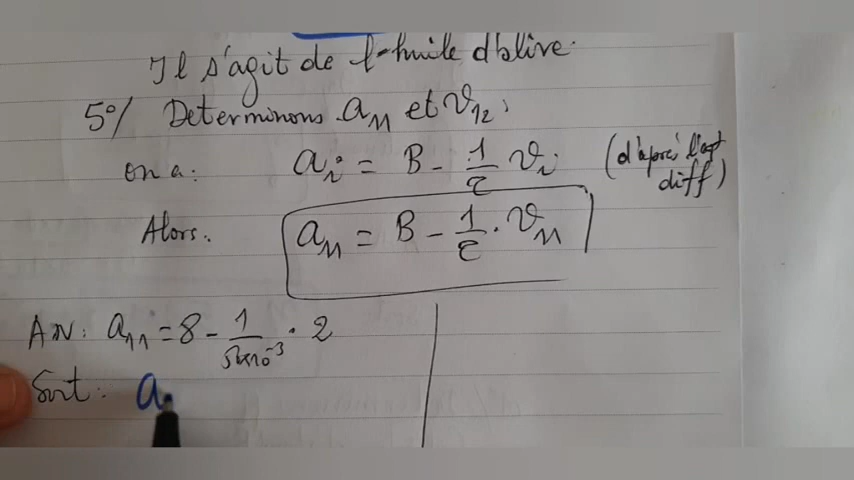 Il s'agit de l'huile d'olive.
5°/ Determinons a₁₁ et v₁₂ :
on a : aᵢ = B - 1/τ vᵢ (d'après l'eqt diff)
Alors. a₁₁ = B - 1/τ . v₁₁
AN: a₁₁ = 8 - 1/5x10⁻³ . 2
Soit : a